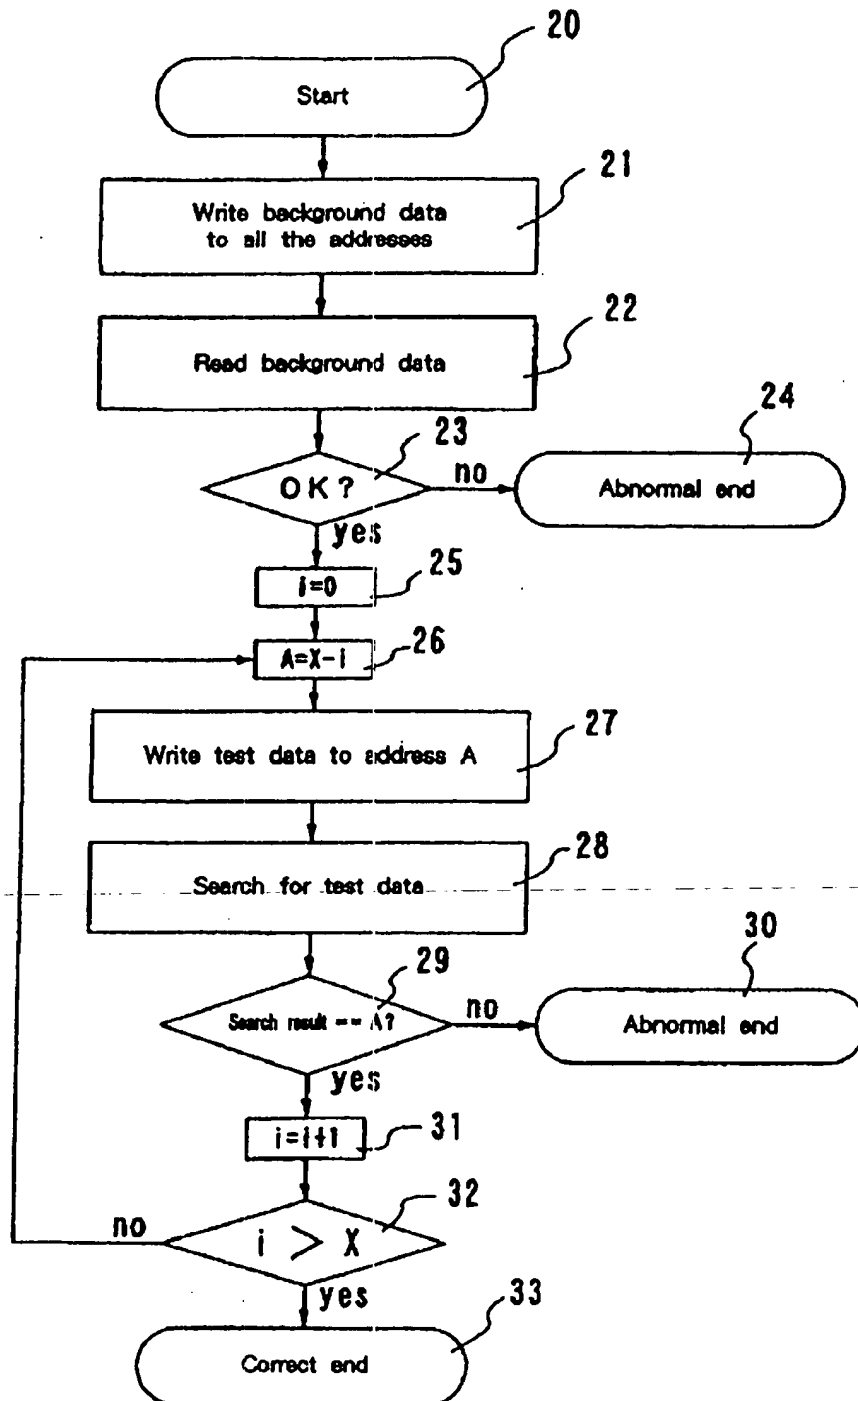 20
Start
21
Write background data
to all the addresses
22
Read background data
23
24
OK?
no
Abnormal end
yes
25
i=0
26
A=X-i
27
Write test data to address A
28
Search for test data
29
30
Search result == A?
no
Abnormal end
yes
31
i=i+1
32
no
i > X
yes
33
Correct end